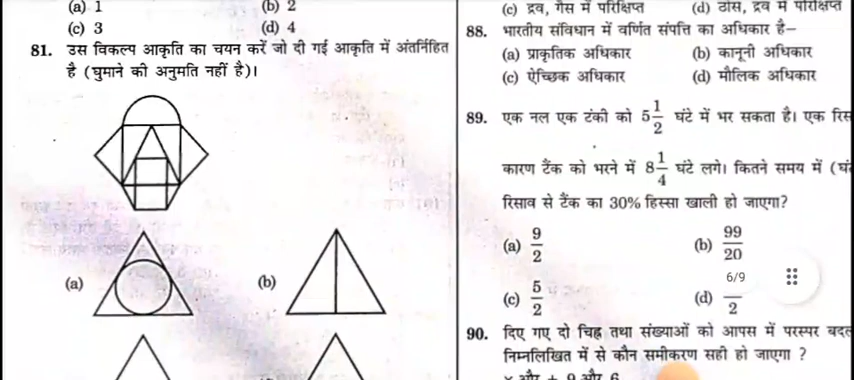 (a) 1 (b) 2
(c) 3 (d) 4
81. उस विकल्प आकृति का चयन करें जो दी गई आकृति में अंतर्निहित
है (घुमाने की अनुमति नहीं है)।
(a) (b)
(c) द्रव, गैस में परिक्षिप्त (d) ठोस, द्रव में परिक्षिप्त
88. भारतीय संविधान में वर्णित संपत्ति का अधिकार है–
(a) प्राकृतिक अधिकार (b) कानूनी अधिकार
(c) ऐच्छिक अधिकार (d) मौलिक अधिकार
89. एक नल एक टंकी को 5 1/2 घंटे में भर सकता है। एक रिस
कारण टैंक को भरने में 8 1/4 घंटे लगे। कितने समय में (घं
रिसाव से टैंक का 30% हिस्सा खाली हो जाएगा?
(a) 9/2 (b) 99/20
(c) 5/2 (d) /2
6/9
90. दिए गए दो चिह्न तथा संख्याओं को आपस में परस्पर बदल
निम्नलिखित में से कौन समीकरण सही हो जाएगा ?